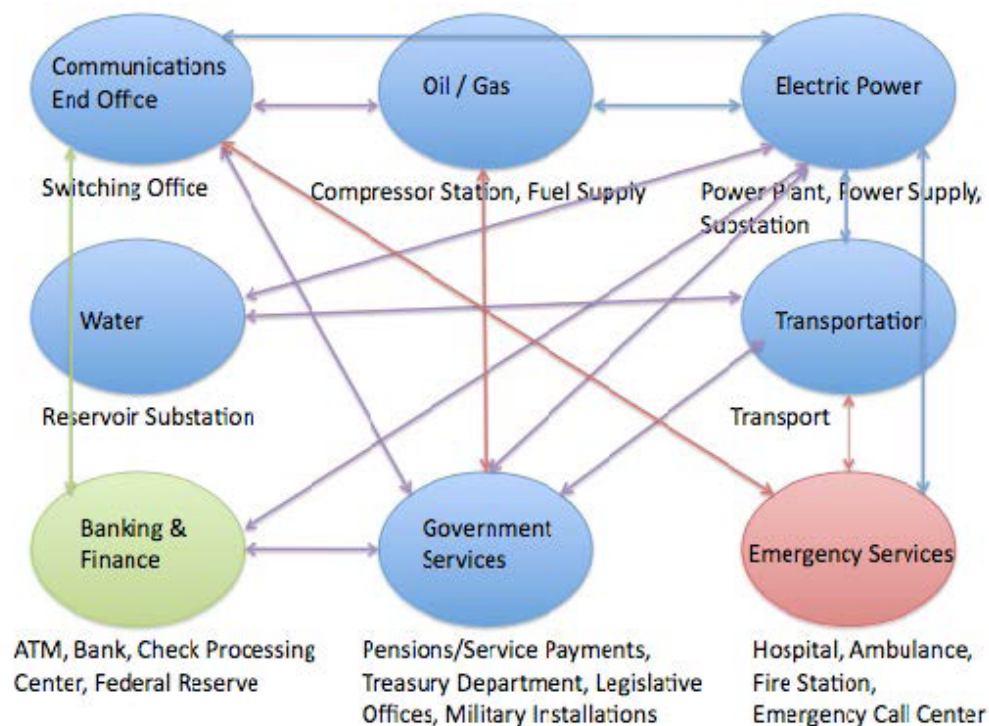 Communications
End Office
Oil / Gas
Electric Power
Switching Office
Compressor Station, Fuel Supply
Power Plant, Power Supply,
Substation
Water
Transportation
Reservoir Substation
Transport
Banking &
Finance
Government
Services
Emergency Services
ATM, Bank, Check Processing
Center, Federal Reserve
Pensions/Service Payments,
Treasury Department, Legislative
Offices, Military Installations
Hospital, Ambulance,
Fire Station,
Emergency Call Center